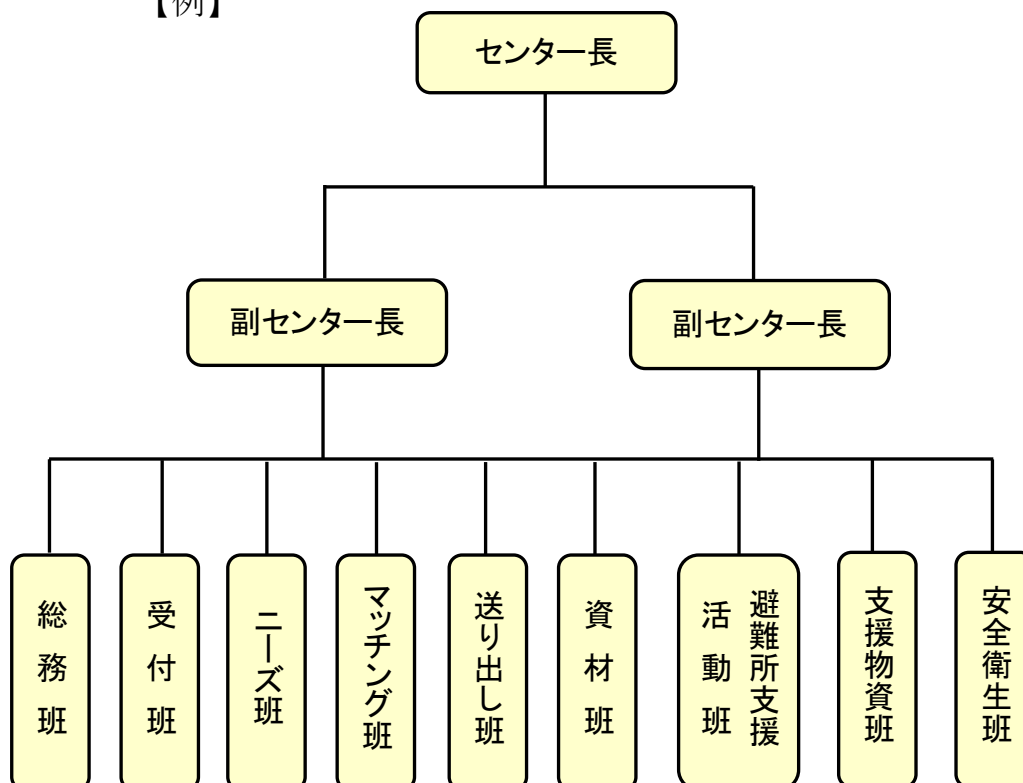 【例】
センター長
副センター長
副センター長
総務班
受付班
ニーズ班
マッチング班
送り出し班
資材班
避難所支援
活動班
支援物資班
安全衛生班